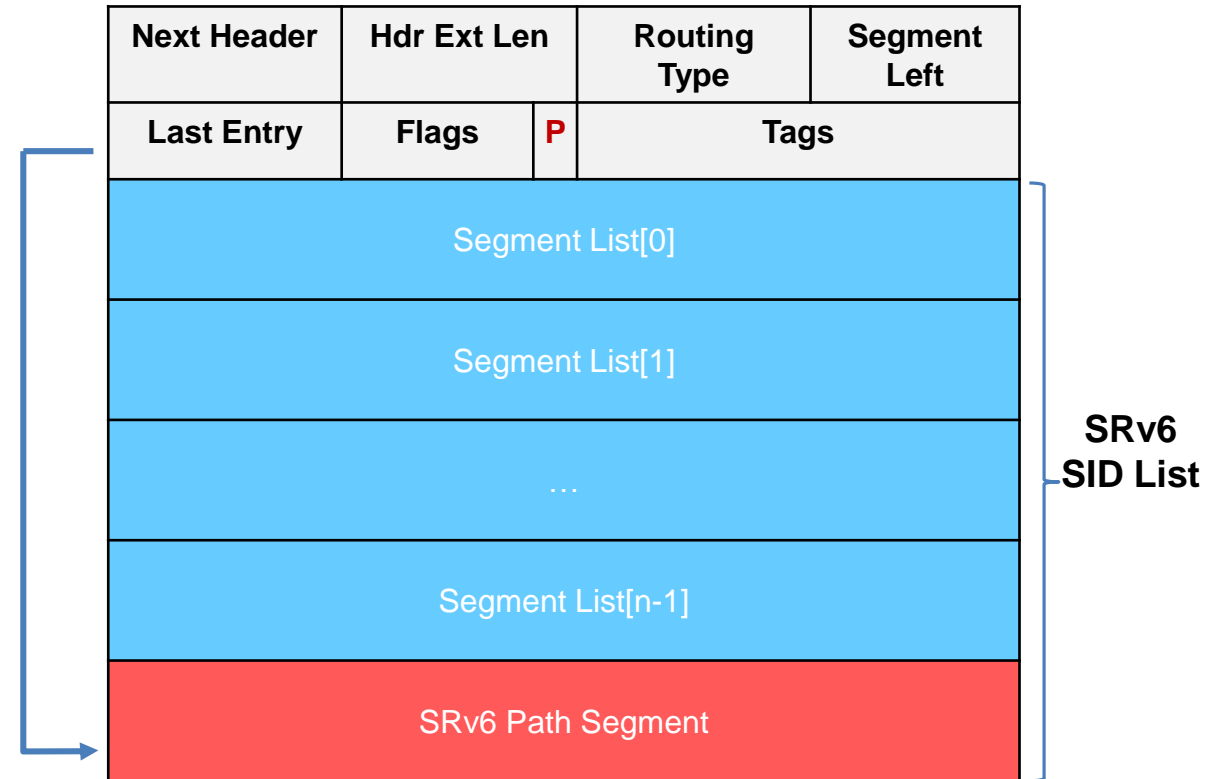 Next Header
Hdr Ext Len
Routing
Type
Segment
Left
Last Entry
Flags
P
Tags
Segment List[0]
Segment List[1]
…
Segment List[n-1]
SRv6 Path Segment
SRv6
SID List